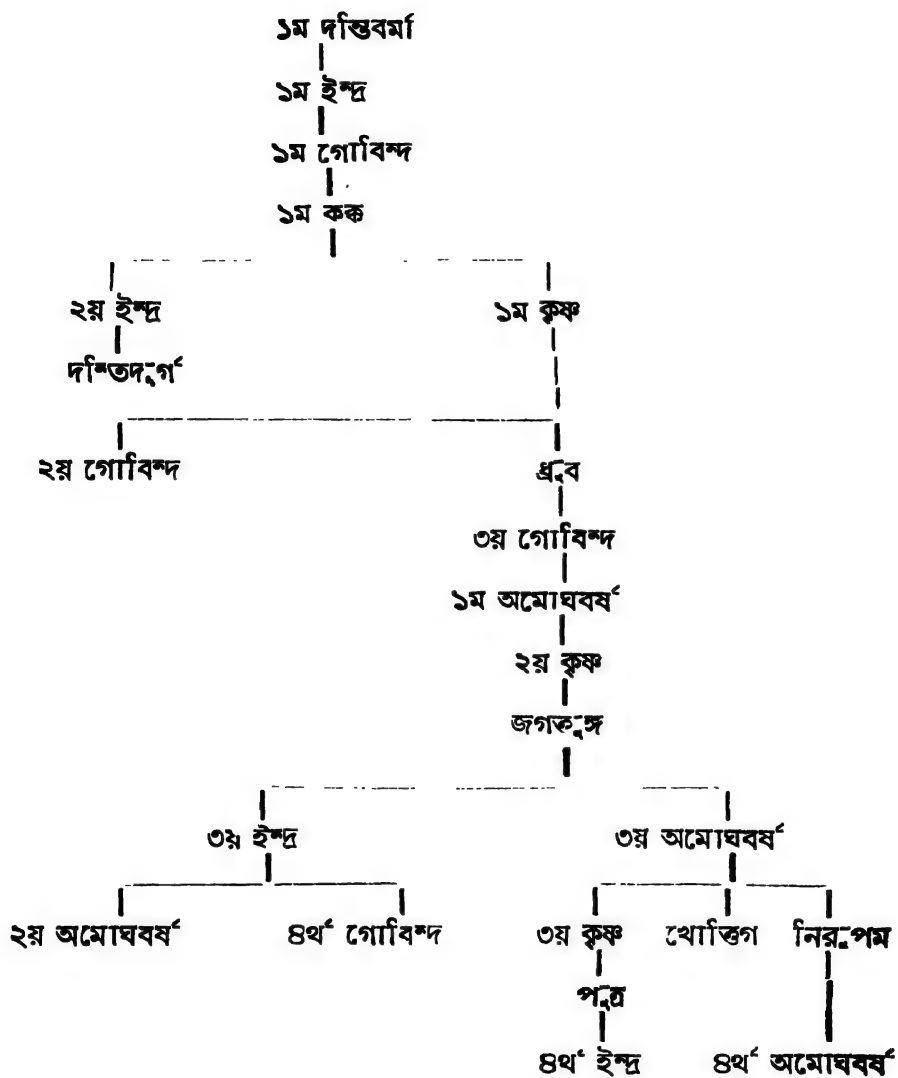 ১ম দন্তিবর্মা
১ম ইন্দ্র
১ম গোবিন্দ
১ম কক্ক
২য় ইন্দ্র ১ম কৃষ্ণ
দন্তিদুর্গ
২য় গোবিন্দ ধ্রুব
৩য় গোবিন্দ
১ম অমোঘবর্ষ
২য় কৃষ্ণ
জগত্তুঙ্গ
৩য় ইন্দ্র ৩য় অমোঘবর্ষ
২য় অমোঘবর্ষ ৪র্থ গোবিন্দ ৩য় কৃষ্ণ খোত্তিগ নিরুপম
পুত্র
৪র্থ ইন্দ্র ৪র্থ অমোঘবর্ষ